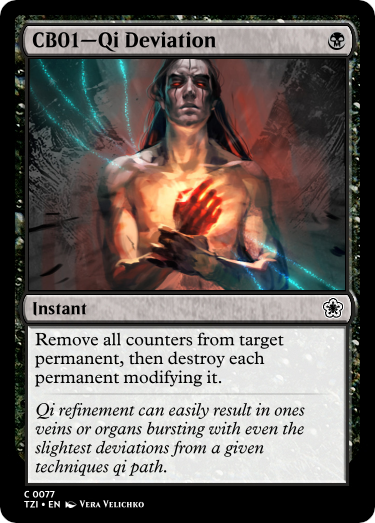 CB01—Qi Deviation
Instant
Remove all counters from target
permanent, then destroy each
permanent modifying it.
Qi refinement can easily result in ones
veins or organs bursting with even the
slightest deviations from a given
techniques qi path.
C 0077
TZI • EN Vera Velichko